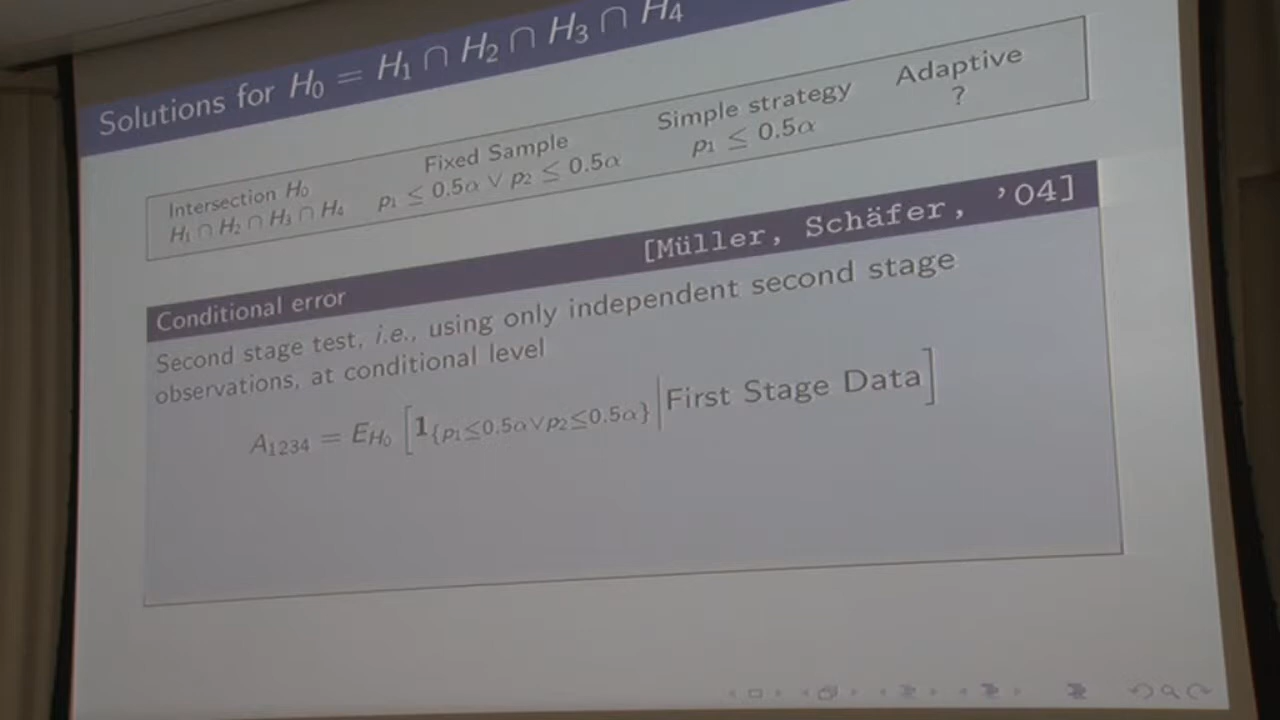 Solutions for H₀ = H₁ ∩ H₂ ∩ H₃ ∩ H₄
Intersection H₀ Fixed Sample Simple strategy Adaptive
H₁ ∩ H₂ ∩ H₃ ∩ H₄ p₁ ≤ 0.5α ∨ p₂ ≤ 0.5α p₁ ≤ 0.5α ?
Conditional error [Müller, Schäfer, ’04]
Second stage test, i.e., using only independent second stage
observations, at conditional level
A₁₂₃₄ = E_{H₀} [1_{{p₁≤0.5α∨p₂≤0.5α}} | First Stage Data]